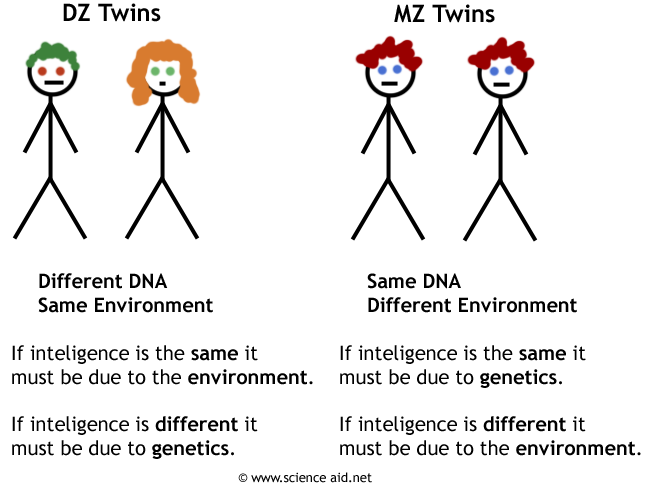 DZ Twins
MZ Twins
Different DNA
Same Environment
Same DNA
Different Environment
If inteligence is the same it
must be due to the environment.
If inteligence is different it
must be due to genetics.
If inteligence is the same it
must be due to genetics.
If inteligence is different it
must be due to the environment.
© www.science aid.net